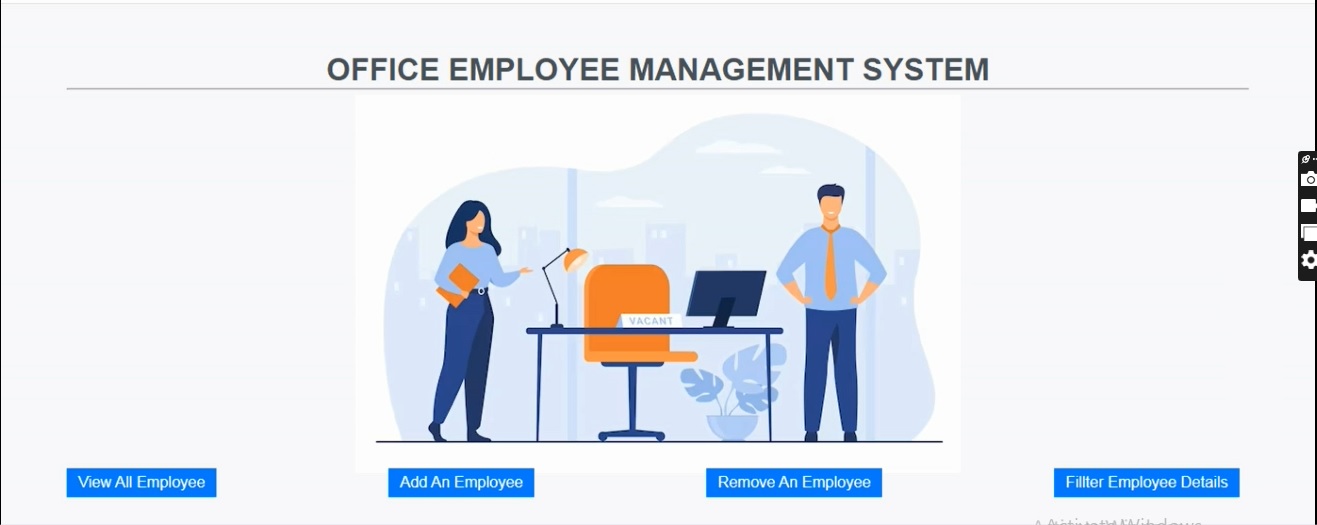 OFFICE EMPLOYEE MANAGEMENT SYSTEM
VACANT
View All Employee
Add An Employee
Remove An Employee
Fillter Employee Details